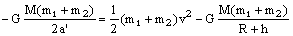 − G M(m₁ + m₂) / 2a' = 1/2 (m₁ + m₂) v² − G M(m₁ + m₂) / R + h